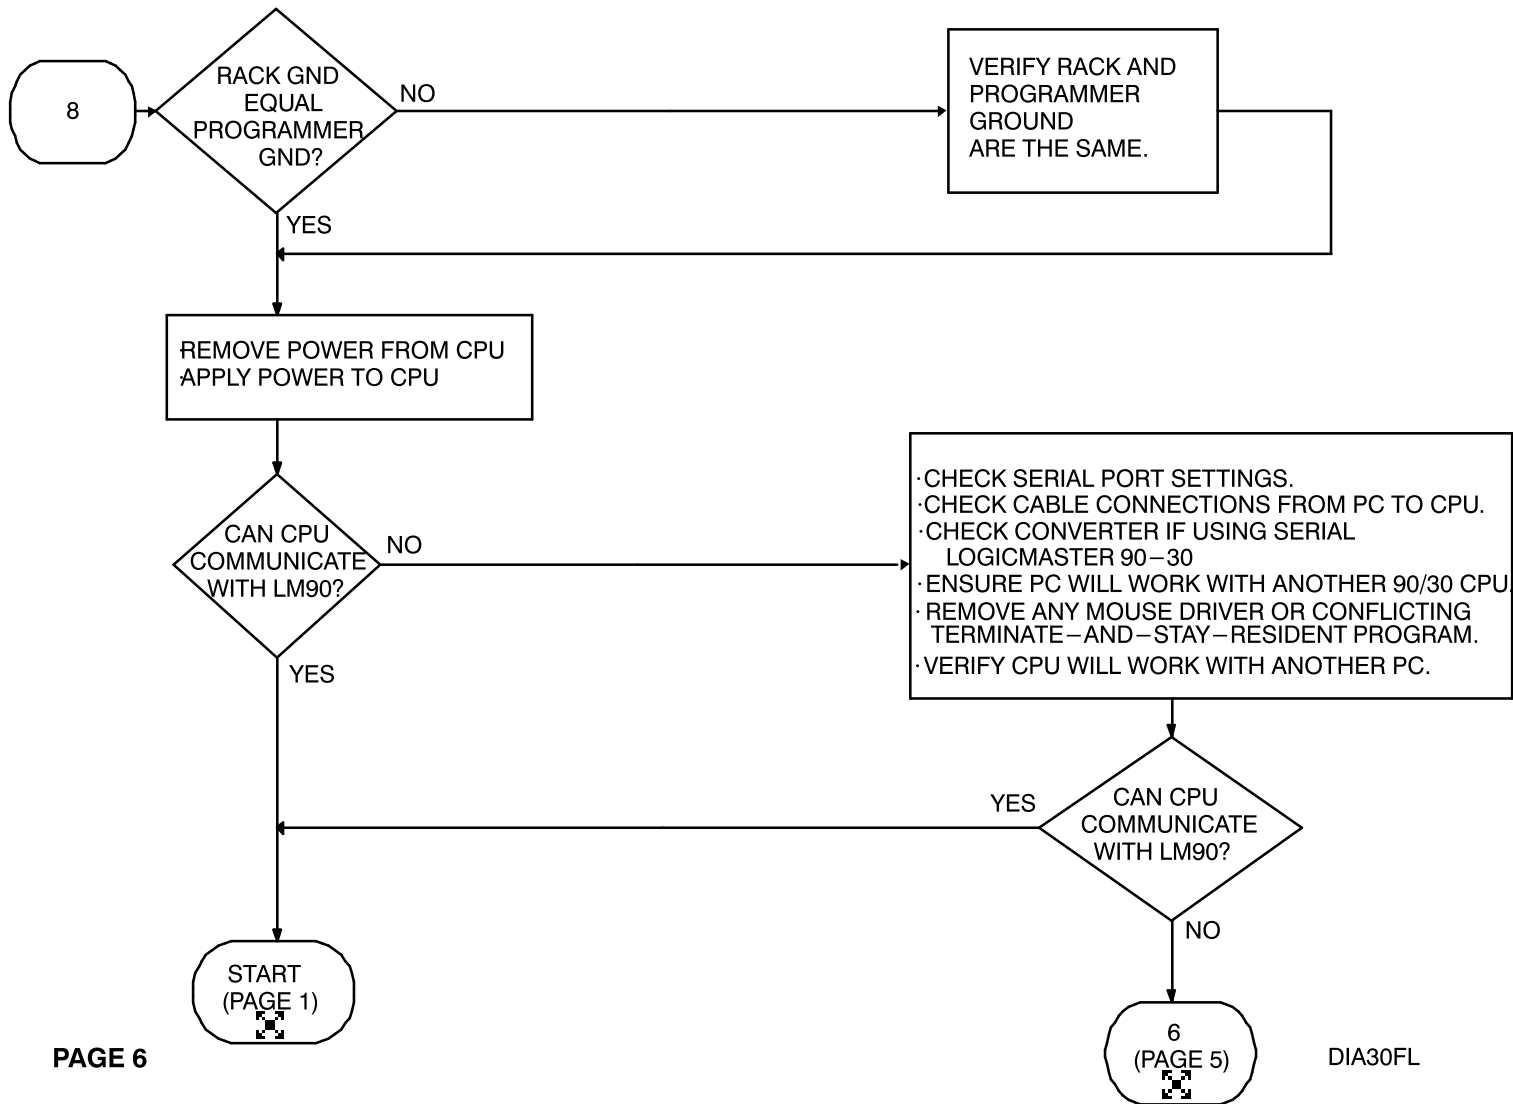 8
RACK GND
EQUAL
PROGRAMMER
GND?
NO
VERIFY RACK AND
PROGRAMMER
GROUND
ARE THE SAME.
YES
·REMOVE POWER FROM CPU
·APPLY POWER TO CPU
CAN CPU
COMMUNICATE
WITH LM90?
NO
·CHECK SERIAL PORT SETTINGS.
·CHECK CABLE CONNECTIONS FROM PC TO CPU.
·CHECK CONVERTER IF USING SERIAL
LOGICMASTER 90–30
·ENSURE PC WILL WORK WITH ANOTHER 90/30 CPU.
·REMOVE ANY MOUSE DRIVER OR CONFLICTING
TERMINATE–AND–STAY–RESIDENT PROGRAM.
·VERIFY CPU WILL WORK WITH ANOTHER PC.
YES
YES
CAN CPU
COMMUNICATE
WITH LM90?
NO
START
(PAGE 1)
6
(PAGE 5)
PAGE 6
DIA30FL